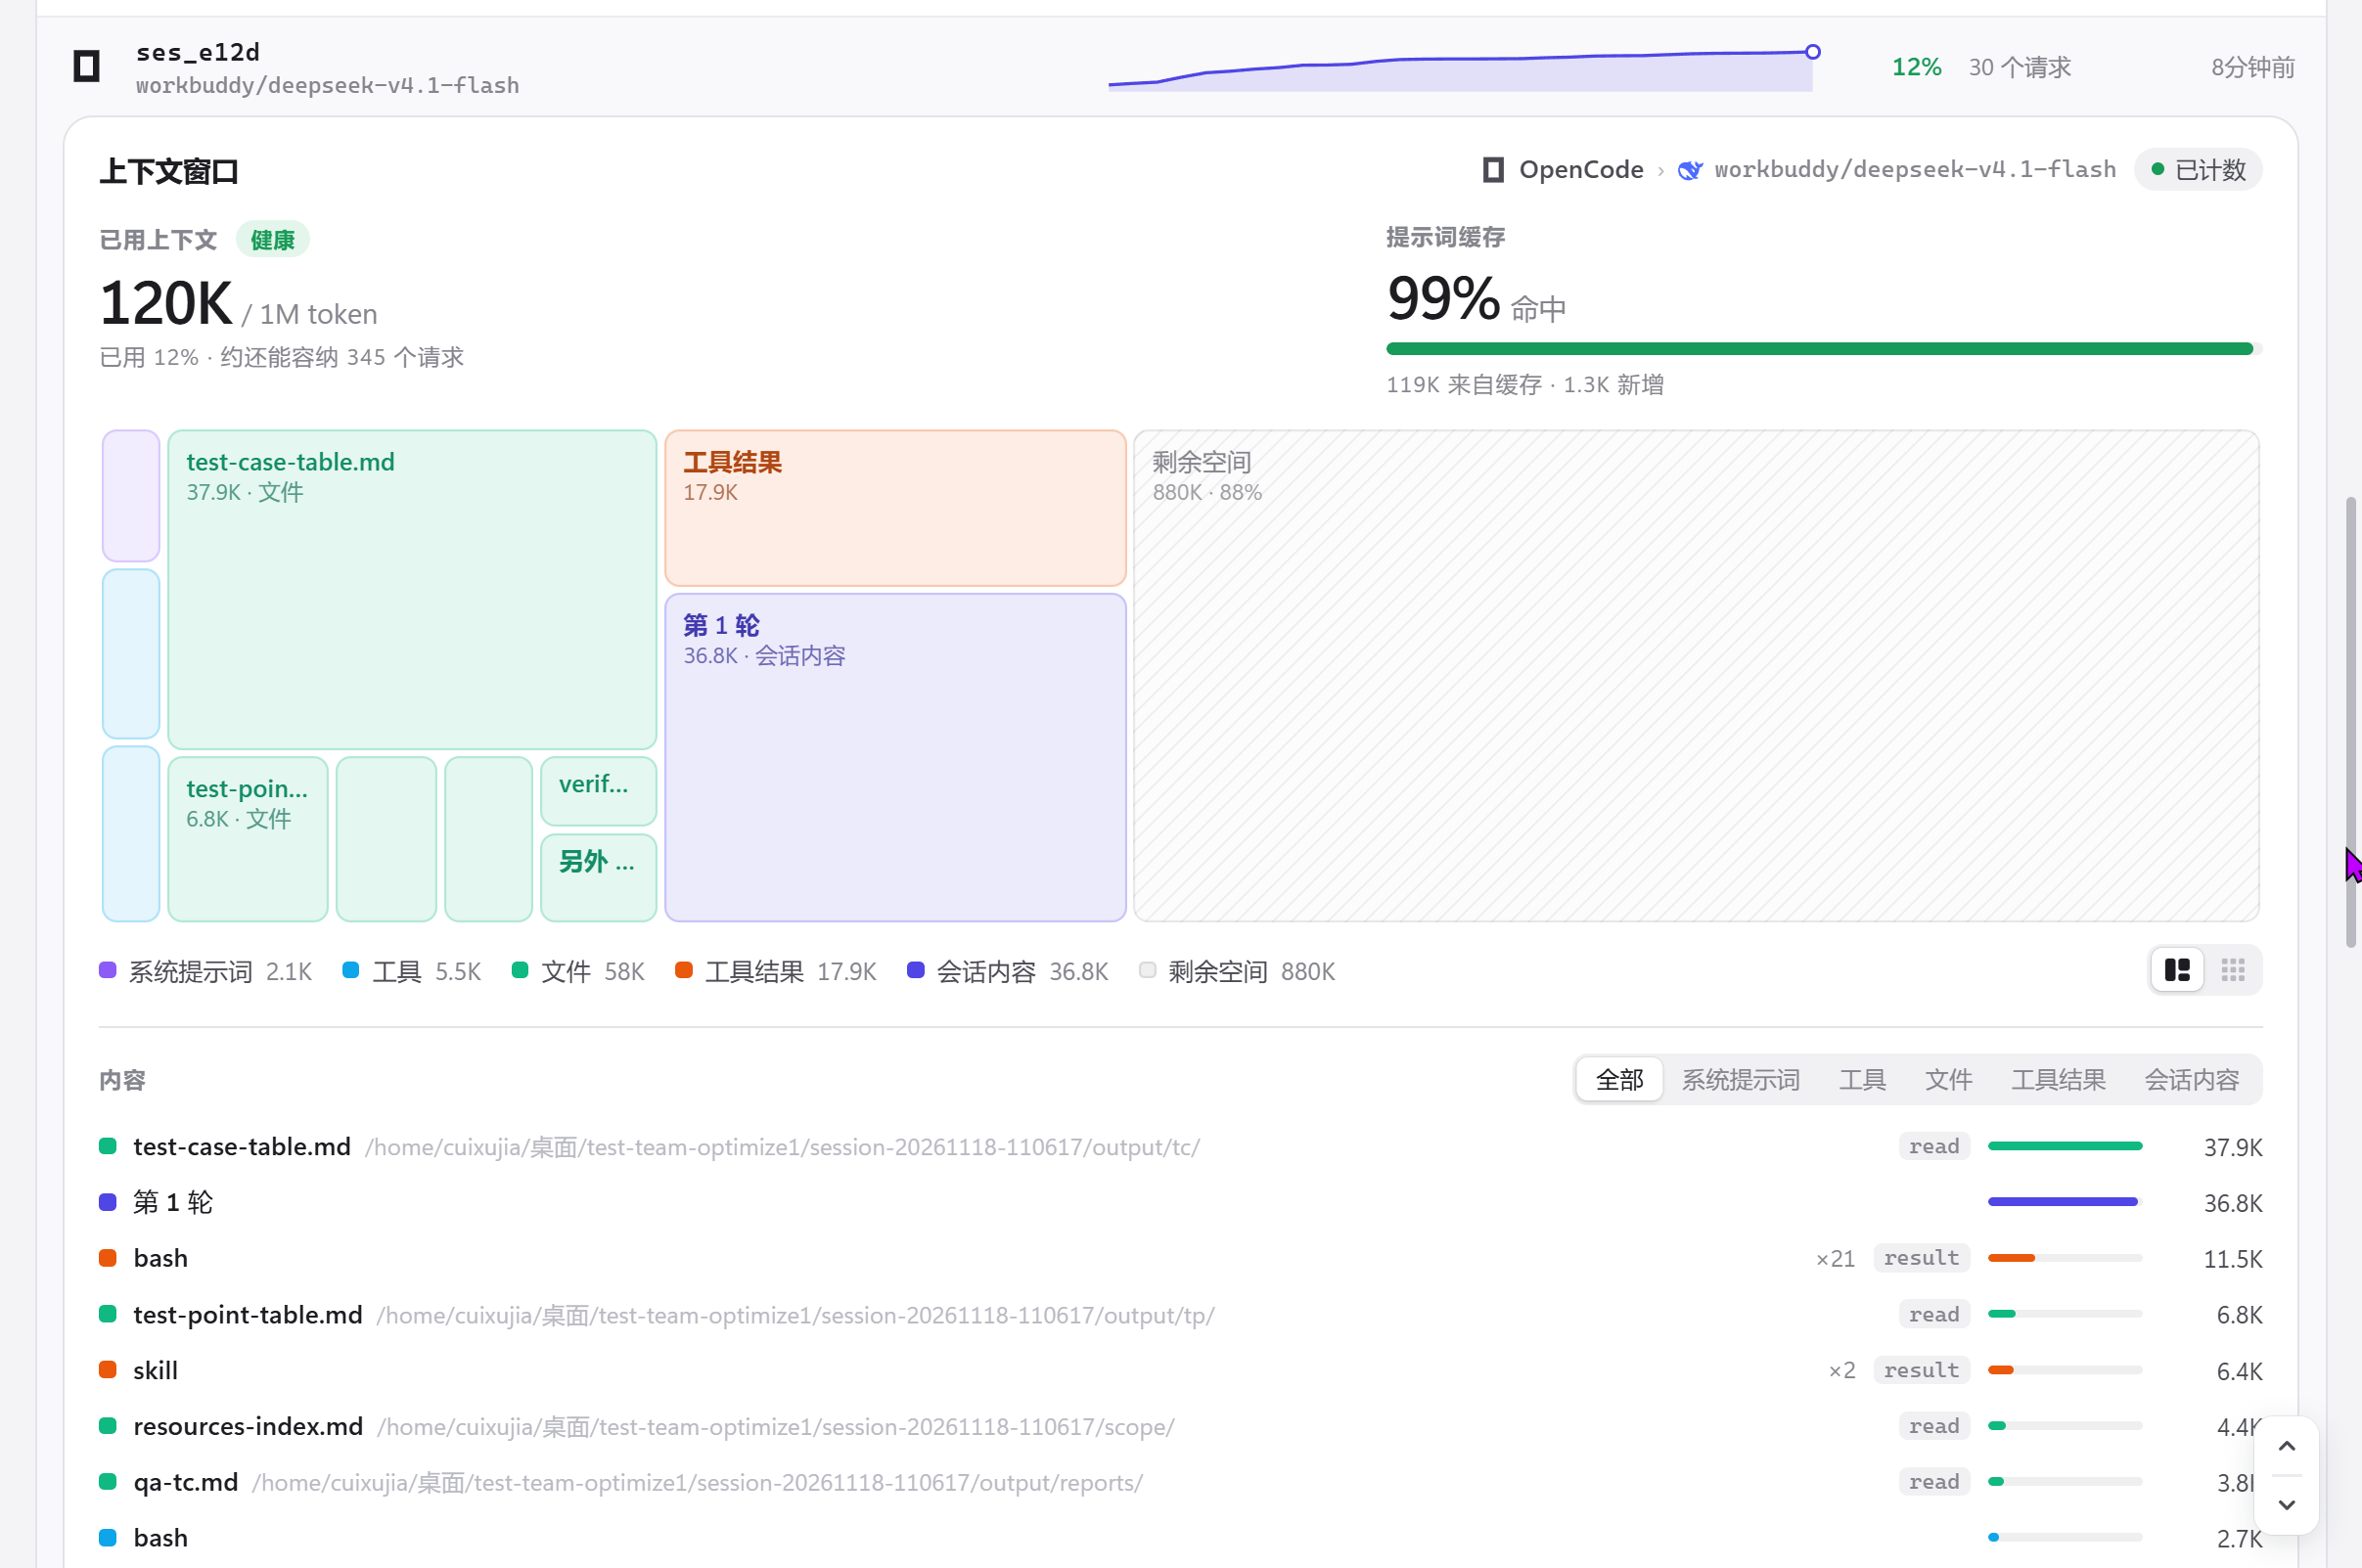 ses_e12d
workbuddy/deepseek-v4.1-flash
12% 30 个请求 8分钟前
上下文窗口
OpenCode › workbuddy/deepseek-v4.1-flash 已计数
已用上下文 健康
120K / 1M token
已用 12% · 约还能容纳 345 个请求
提示词缓存
99% 命中
119K 来自缓存 · 1.3K 新增
test-case-table.md
37.9K · 文件
工具结果
17.9K
剩余空间
880K · 88%
第 1 轮
36.8K · 会话内容
test-poin...
6.8K · 文件
verif...
另外 ...
系统提示词 2.1K 工具 5.5K 文件 58K 工具结果 17.9K 会话内容 36.8K 剩余空间 880K
内容
全部 系统提示词 工具 文件 工具结果 会话内容
test-case-table.md /home/cuixujia/桌面/test-team-optimize1/session-20261118-110617/output/tc/ read 37.9K
第 1 轮 36.8K
bash ×21 result 11.5K
test-point-table.md /home/cuixujia/桌面/test-team-optimize1/session-20261118-110617/output/tp/ read 6.8K
skill ×2 result 6.4K
resources-index.md /home/cuixujia/桌面/test-team-optimize1/session-20261118-110617/scope/ read 4.4K
qa-tc.md /home/cuixujia/桌面/test-team-optimize1/session-20261118-110617/output/reports/ read 3.8K
bash 2.7K